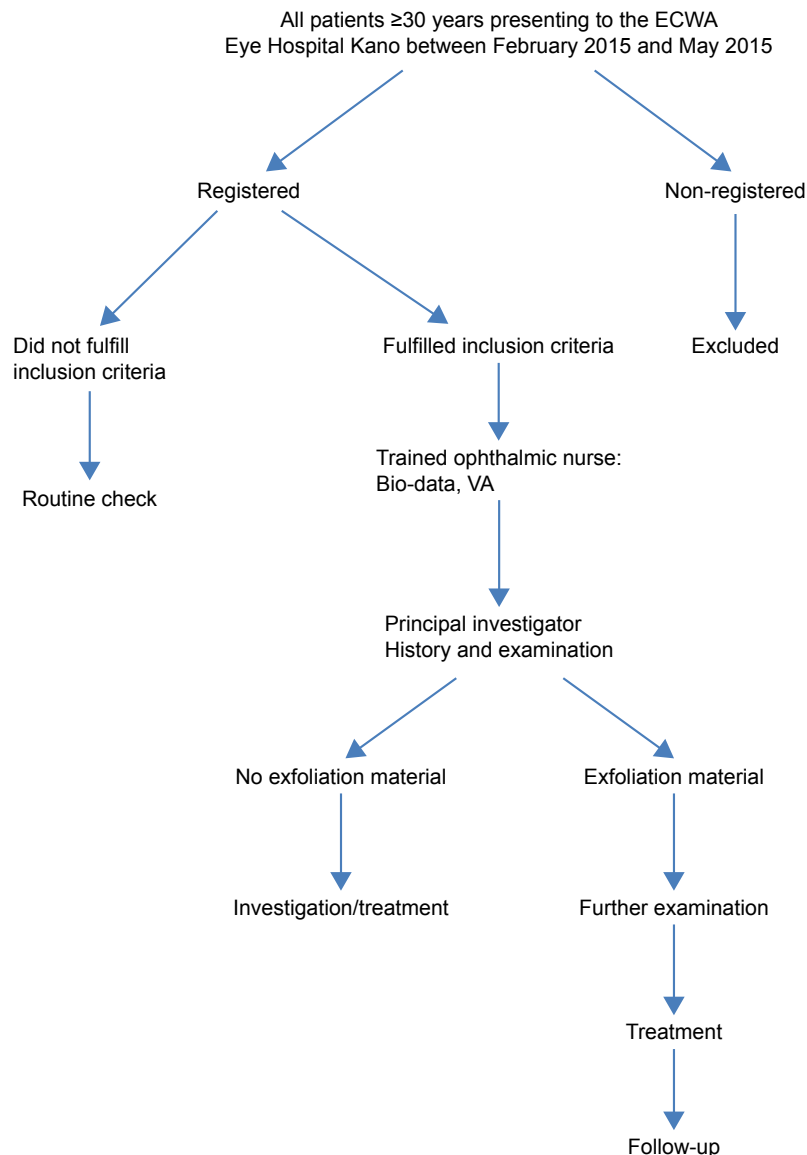 All patients ≥30 years presenting to the ECWA
Eye Hospital Kano between February 2015 and May 2015
Registered
Non-registered
Did not fulfill
inclusion criteria
Fulfilled inclusion criteria
Excluded
Trained ophthalmic nurse:
Bio-data, VA
Routine check
Principal investigator
History and examination
No exfoliation material
Exfoliation material
Investigation/treatment
Further examination
Treatment
Follow-up